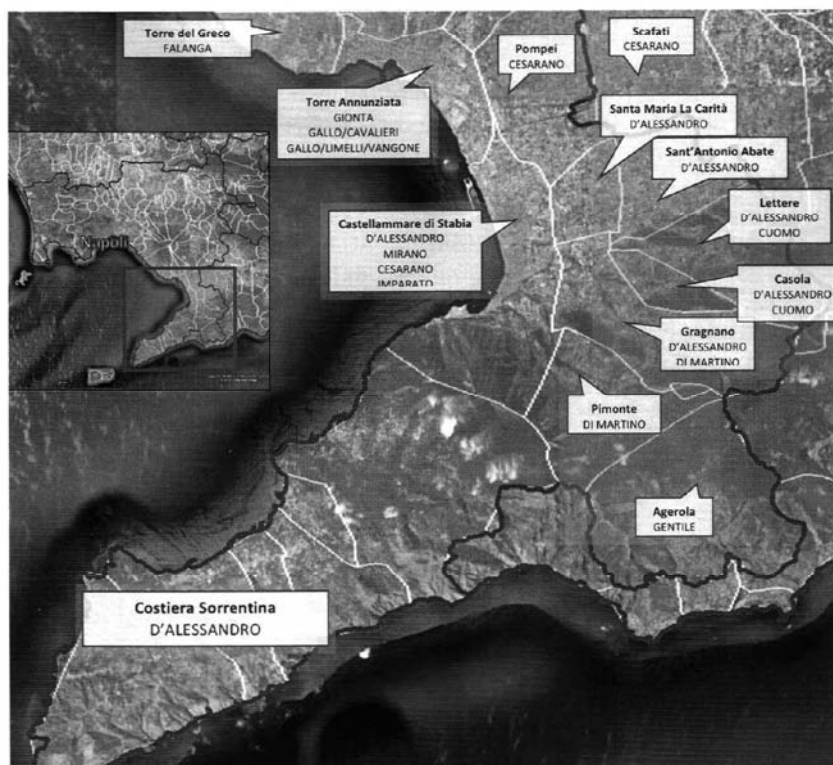 Torre del Greco
FALANGA
Pompei
CESARANO
Scafati
CESARANO
Torre Annunziata
GIONTA
GALLO/CAVALIERI
GALLO/LIMELLI/VANGONE
Santa Maria La Carità
D'ALESSANDRO
Sant'Antonio Abate
D'ALESSANDRO
Napoli
Castellammare di Stabia
D'ALESSANDRO
MIRANO
CESARANO
IMPARATO
Lettere
D'ALESSANDRO
CUOMO
Casola
D'ALESSANDRO
CUOMO
Gragnano
D'ALESSANDRO
DI MARTINO
Pimonte
DI MARTINO
Agerola
GENTILE
Costiera Sorrentina
D'ALESSANDRO